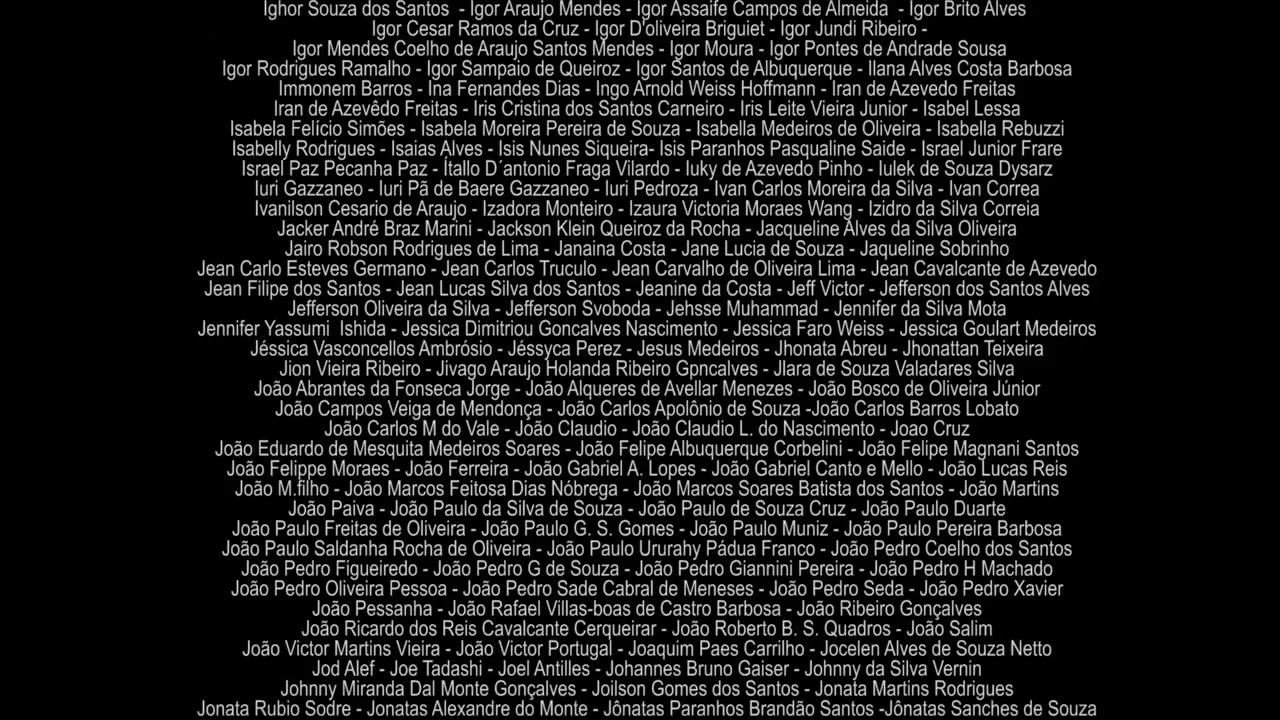 Ighor Souza dos Santos  - Igor Araujo Mendes - Igor Assaife Campos de Almeida  - Igor Brito Alves
Igor Cesar Ramos da Cruz - Igor D'oliveira Briguiet - Igor Jundi Ribeiro -
Igor Mendes Coelho de Araujo Santos Mendes - Igor Moura - Igor Pontes de Andrade Sousa
Igor Rodrigues Ramalho - Igor Sampaio de Queiroz - Igor Santos de Albuquerque - Ilana Alves Costa Barbosa
Immonem Barros - Ina Fernandes Dias - Ingo Arnold Weiss Hoffmann - Iran de Azevedo Freitas
Iran de Azevêdo Freitas - Iris Cristina dos Santos Carneiro - Iris Leite Vieira Junior - Isabel Lessa
Isabela Felício Simões - Isabela Moreira Pereira de Souza - Isabella Medeiros de Oliveira - Isabella Rebuzzi
Isabelly Rodrigues - Isaias Alves - Isis Nunes Siqueira- Isis Paranhos Pasqualine Saide - Israel Junior Frare
Israel Paz Pecanha Paz - Ítallo D´antonio Fraga Vilardo - Iuky de Azevedo Pinho - Iulek de Souza Dysarz
Iuri Gazzaneo - Iuri Pã de Baere Gazzaneo - Iuri Pedroza - Ivan Carlos Moreira da Silva - Ivan Correa
Ivanilson Cesario de Araujo - Izadora Monteiro - Izaura Victoria Moraes Wang - Izidro da Silva Correia
Jacker André Braz Marini - Jackson Klein Queiroz da Rocha - Jacqueline Alves da Silva Oliveira
Jairo Robson Rodrigues de Lima - Janaina Costa - Jane Lucia de Souza - Jaqueline Sobrinho
Jean Carlo Esteves Germano - Jean Carlos Truculo - Jean Carvalho de Oliveira Lima - Jean Cavalcante de Azevedo
Jean Filipe dos Santos - Jean Lucas Silva dos Santos - Jeanine da Costa - Jeff Victor - Jefferson dos Santos Alves
Jefferson Oliveira da Silva - Jefferson Svoboda - Jehsse Muhammad - Jennifer da Silva Mota
Jennifer Yassumi  Ishida - Jessica Dimitriou Goncalves Nascimento - Jessica Faro Weiss - Jessica Goulart Medeiros
Jéssica Vasconcellos Ambrósio - Jéssyca Perez - Jesus Medeiros - Jhonata Abreu - Jhonattan Teixeira
Jion Vieira Ribeiro - Jivago Araujo Holanda Ribeiro Gpncalves - Jlara de Souza Valadares Silva
João Abrantes da Fonseca Jorge - João Alqueres de Avellar Menezes - João Bosco de Oliveira Júnior
João Campos Veiga de Mendonça - João Carlos Apolônio de Souza -João Carlos Barros Lobato
João Carlos M do Vale - João Claudio - João Claudio L. do Nascimento - Joao Cruz
João Eduardo de Mesquita Medeiros Soares - João Felipe Albuquerque Corbelini - João Felipe Magnani Santos
João Felippe Moraes - João Ferreira - João Gabriel A. Lopes - João Gabriel Canto e Mello - João Lucas Reis
João M.filho - João Marcos Feitosa Dias Nóbrega - João Marcos Soares Batista dos Santos - João Martins
João Paiva - João Paulo da Silva de Souza - João Paulo de Souza Cruz - João Paulo Duarte
João Paulo Freitas de Oliveira - João Paulo G. S. Gomes - João Paulo Muniz - João Paulo Pereira Barbosa
João Paulo Saldanha Rocha de Oliveira - João Paulo Ururahy Pádua Franco - João Pedro Coelho dos Santos
João Pedro Figueiredo - João Pedro G de Souza - João Pedro Giannini Pereira - João Pedro H Machado
João Pedro Oliveira Pessoa - João Pedro Sade Cabral de Meneses - João Pedro Seda - João Pedro Xavier
João Pessanha - João Rafael Villas-boas de Castro Barbosa - João Ribeiro Gonçalves
João Ricardo dos Reis Cavalcante Cerqueirar - João Roberto B. S. Quadros - João Salim
João Victor Martins Vieira - João Victor Portugal - Joaquim Paes Carrilho - Jocelen Alves de Souza Netto
Jod Alef - Joe Tadashi - Joel Antilles - Johannes Bruno Gaiser - Johnny da Silva Vernin
Johnny Miranda Dal Monte Gonçalves - Joilson Gomes dos Santos - Jonata Martins Rodrigues
Jonata Rubio Sodre - Jonatas Alexandre do Monte - Jônatas Paranhos Brandão Santos -Jônatas Sanches de Souza